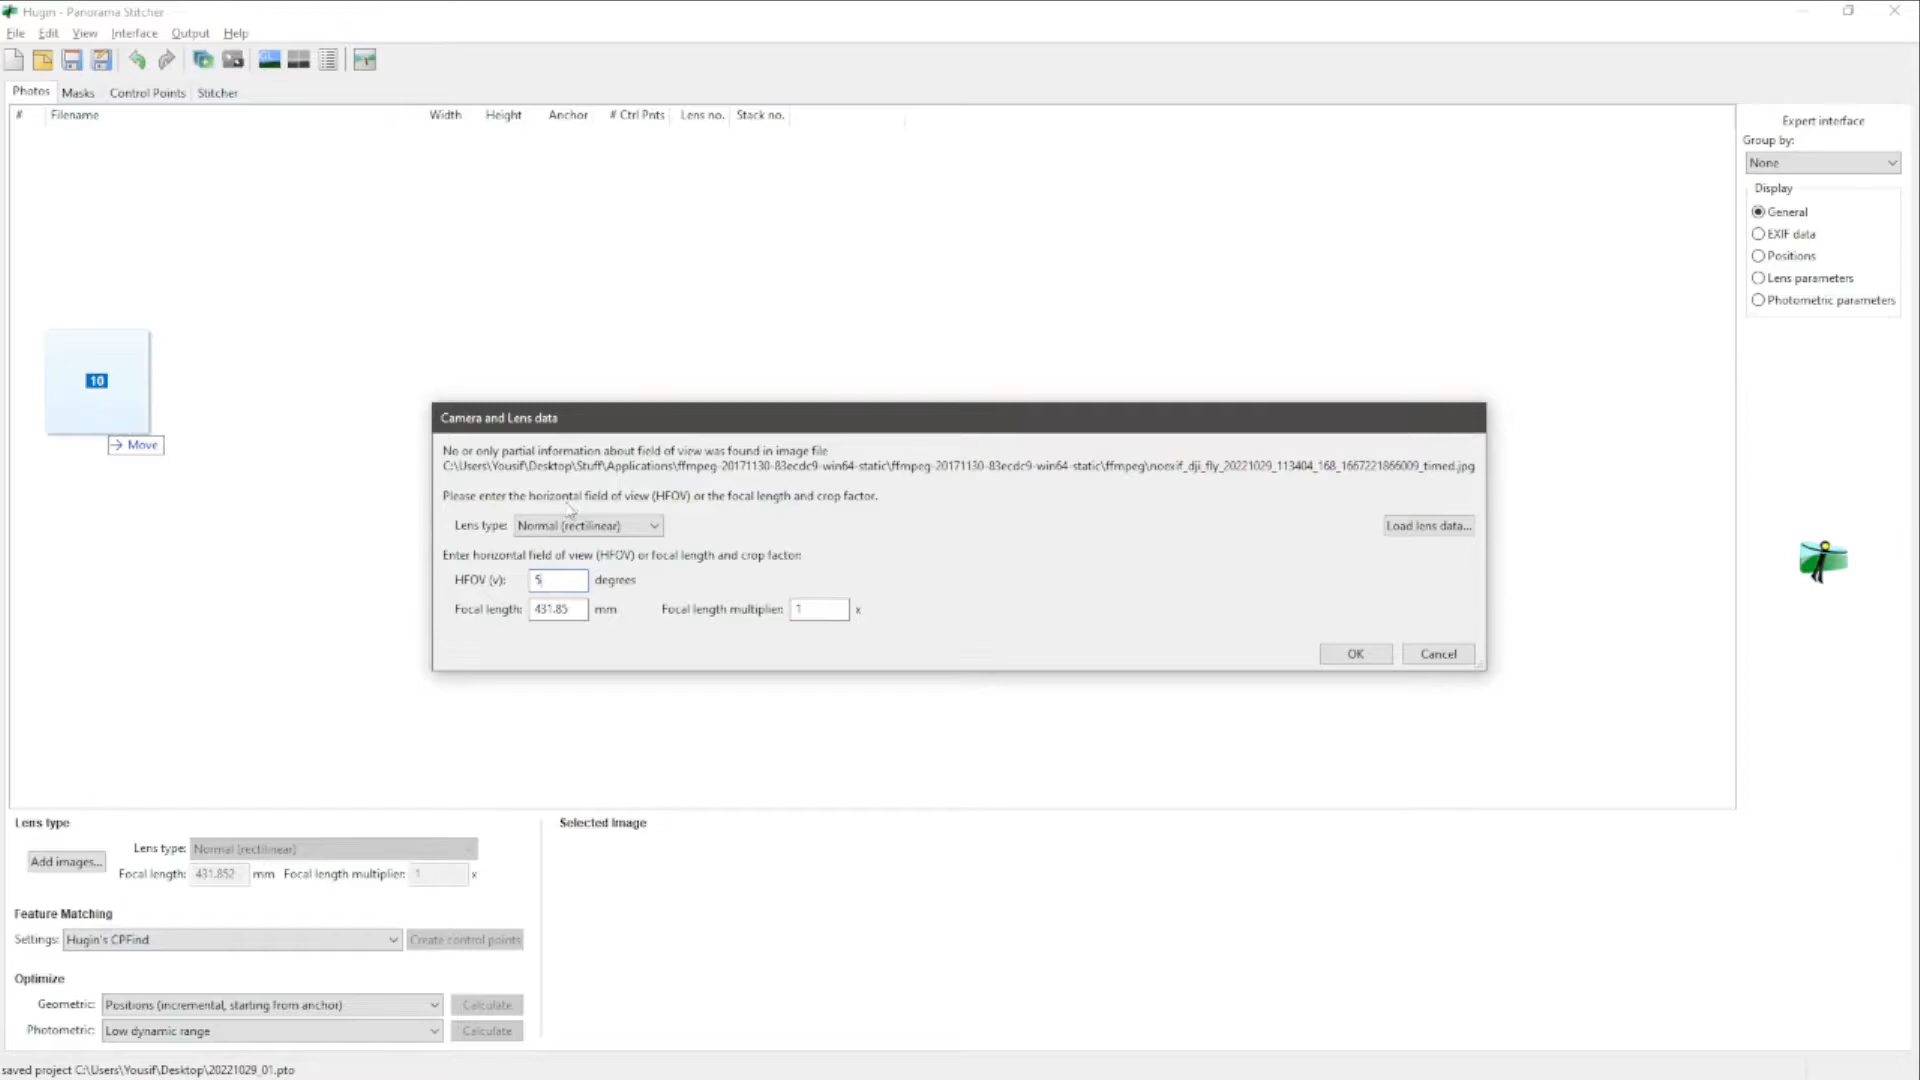 Hugin - Panorama Stitcher
File Edit View Interface Output Help
Photos Masks Control Points Stitcher
# Filename Width Height Anchor # Ctrl Pnts Lens no. Stack no.
Expert interface
Group by:
None
Display
General
EXIF data
Positions
Lens parameters
Photometric parameters
10
→ Move
Camera and Lens data
No or only partial information about field of view was found in image file
C:\Users\Yousif\Desktop\Stuff\Applications\ffmpeg-20171130-83ecdc9-win64-static\ffmpeg-20171130-83ecdc9-win64-static\ffmpeg\noexif_dji_fly_20221029_113404_168_1667221866009_timed.jpg
Please enter the horizontal field of view (HFOV) or the focal length and crop factor.
Lens type: Normal (rectilinear) Load lens data...
Enter horizontal field of view (HFOV) or focal length and crop factor:
HFOV (v): 5 degrees
Focal length: 431.85 mm Focal length multiplier: 1 x
OK Cancel
Lens type
Lens type: Normal (rectilinear)
Add images...
Focal length: 431.852 mm Focal length multiplier: 1 x
Feature Matching
Settings: Hugin's CPFind Create control points
Optimize
Geometric: Positions (incremental, starting from anchor) Calculate
Photometric: Low dynamic range Calculate
Selected Image
saved project C:\Users\Yousif\Desktop\20221029_01.pto